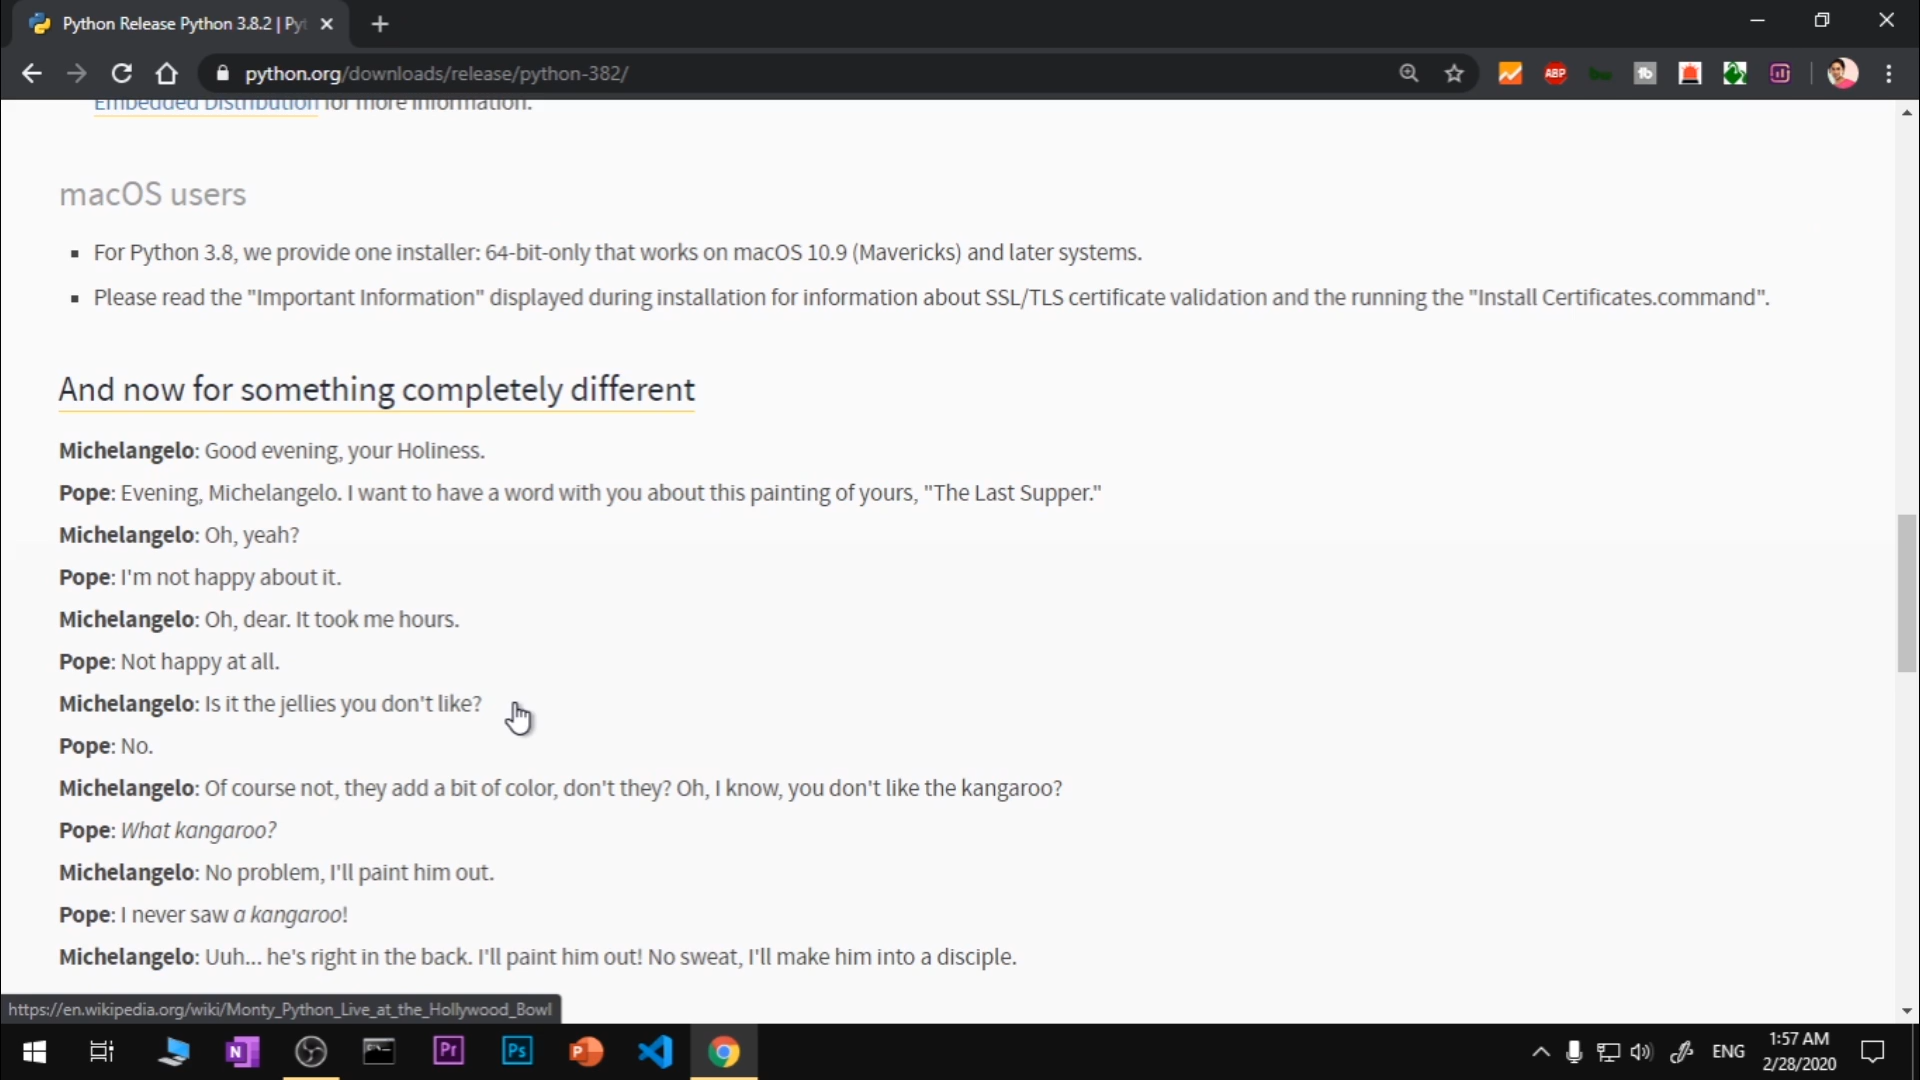 Python Release Python 3.8.2 | Pyt
python.org/downloads/release/python-382/
ABP
Embedded Distribution for more information.
macOS users
For Python 3.8, we provide one installer: 64-bit-only that works on macOS 10.9 (Mavericks) and later systems.
Please read the "Important Information" displayed during installation for information about SSL/TLS certificate validation and the running the "Install Certificates.command".
And now for something completely different
Michelangelo: Good evening, your Holiness.
Pope: Evening, Michelangelo. I want to have a word with you about this painting of yours, "The Last Supper."
Michelangelo: Oh, yeah?
Pope: I'm not happy about it.
Michelangelo: Oh, dear. It took me hours.
Pope: Not happy at all.
Michelangelo: Is it the jellies you don't like?
Pope: No.
Michelangelo: Of course not, they add a bit of color, don't they? Oh, I know, you don't like the kangaroo?
Pope: What kangaroo?
Michelangelo: No problem, I'll paint him out.
Pope: I never saw a kangaroo!
Michelangelo: Uuh... he's right in the back. I'll paint him out! No sweat, I'll make him into a disciple.
https://en.wikipedia.org/wiki/Monty_Python_Live_at_the_Hollywood_Bowl
N
Pr
Ps
P
ENG
1:57 AM
2/28/2020